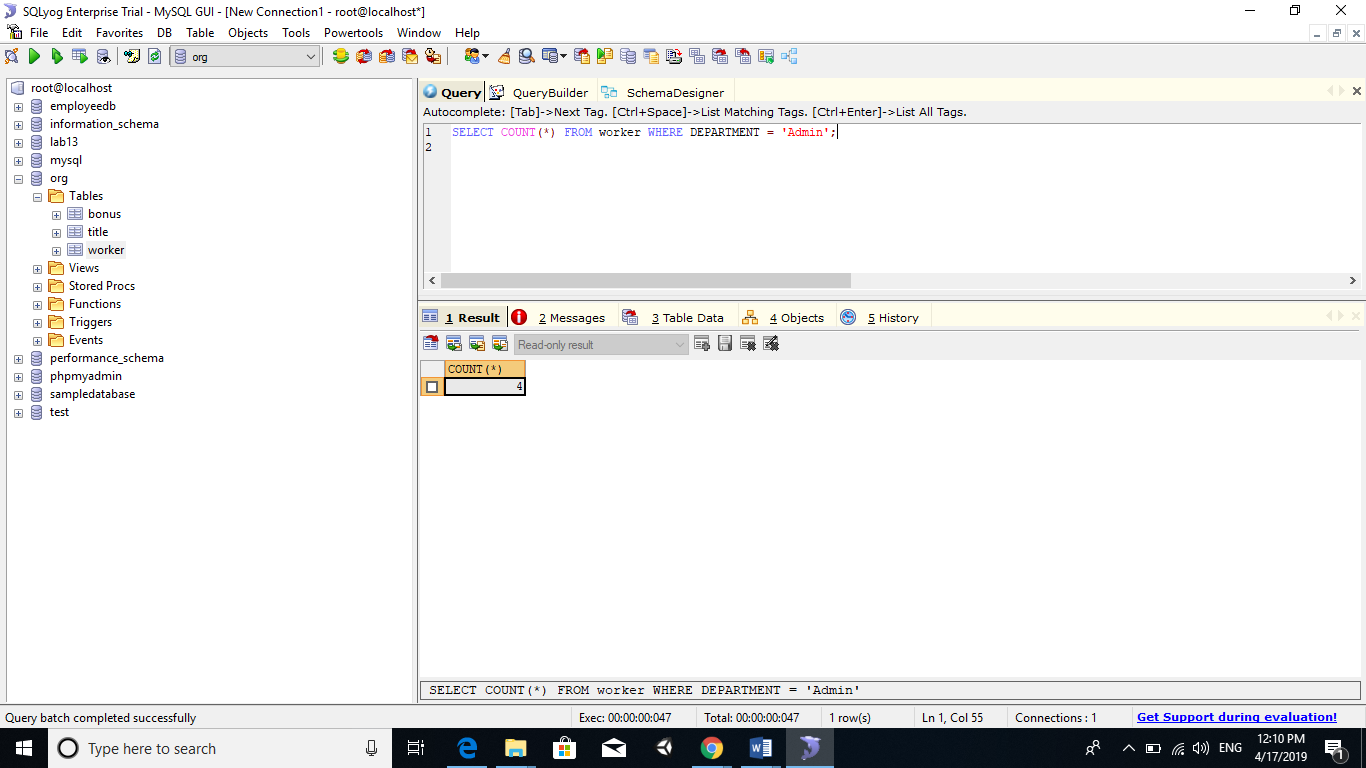 SQLyog Enterprise Trial - MySQL GUI - [New Connection1 - root@localhost*]
File Edit Favorites DB Table Objects Tools Powertools Window Help
org
root@localhost
employeedb
information_schema
lab13
mysql
org
Tables
bonus
title
worker
Views
Stored Procs
Functions
Triggers
Events
performance_schema
phpmyadmin
sampledatabase
test
Query QueryBuilder SchemaDesigner
Autocomplete: [Tab]->Next Tag. [Ctrl+Space]->List Matching Tags. [Ctrl+Enter]->List All Tags.
1 SELECT COUNT(*) FROM worker WHERE DEPARTMENT = 'Admin';
2
1 Result 2 Messages 3 Table Data 4 Objects 5 History
Read-only result
COUNT(*)
4
SELECT COUNT(*) FROM worker WHERE DEPARTMENT = 'Admin'
Query batch completed successfully Exec: 00:00:00:047 Total: 00:00:00:047 1 row(s) Ln 1, Col 55 Connections : 1 Get Support during evaluation!
Type here to search ENG 12:10 PM
4/17/2019 1